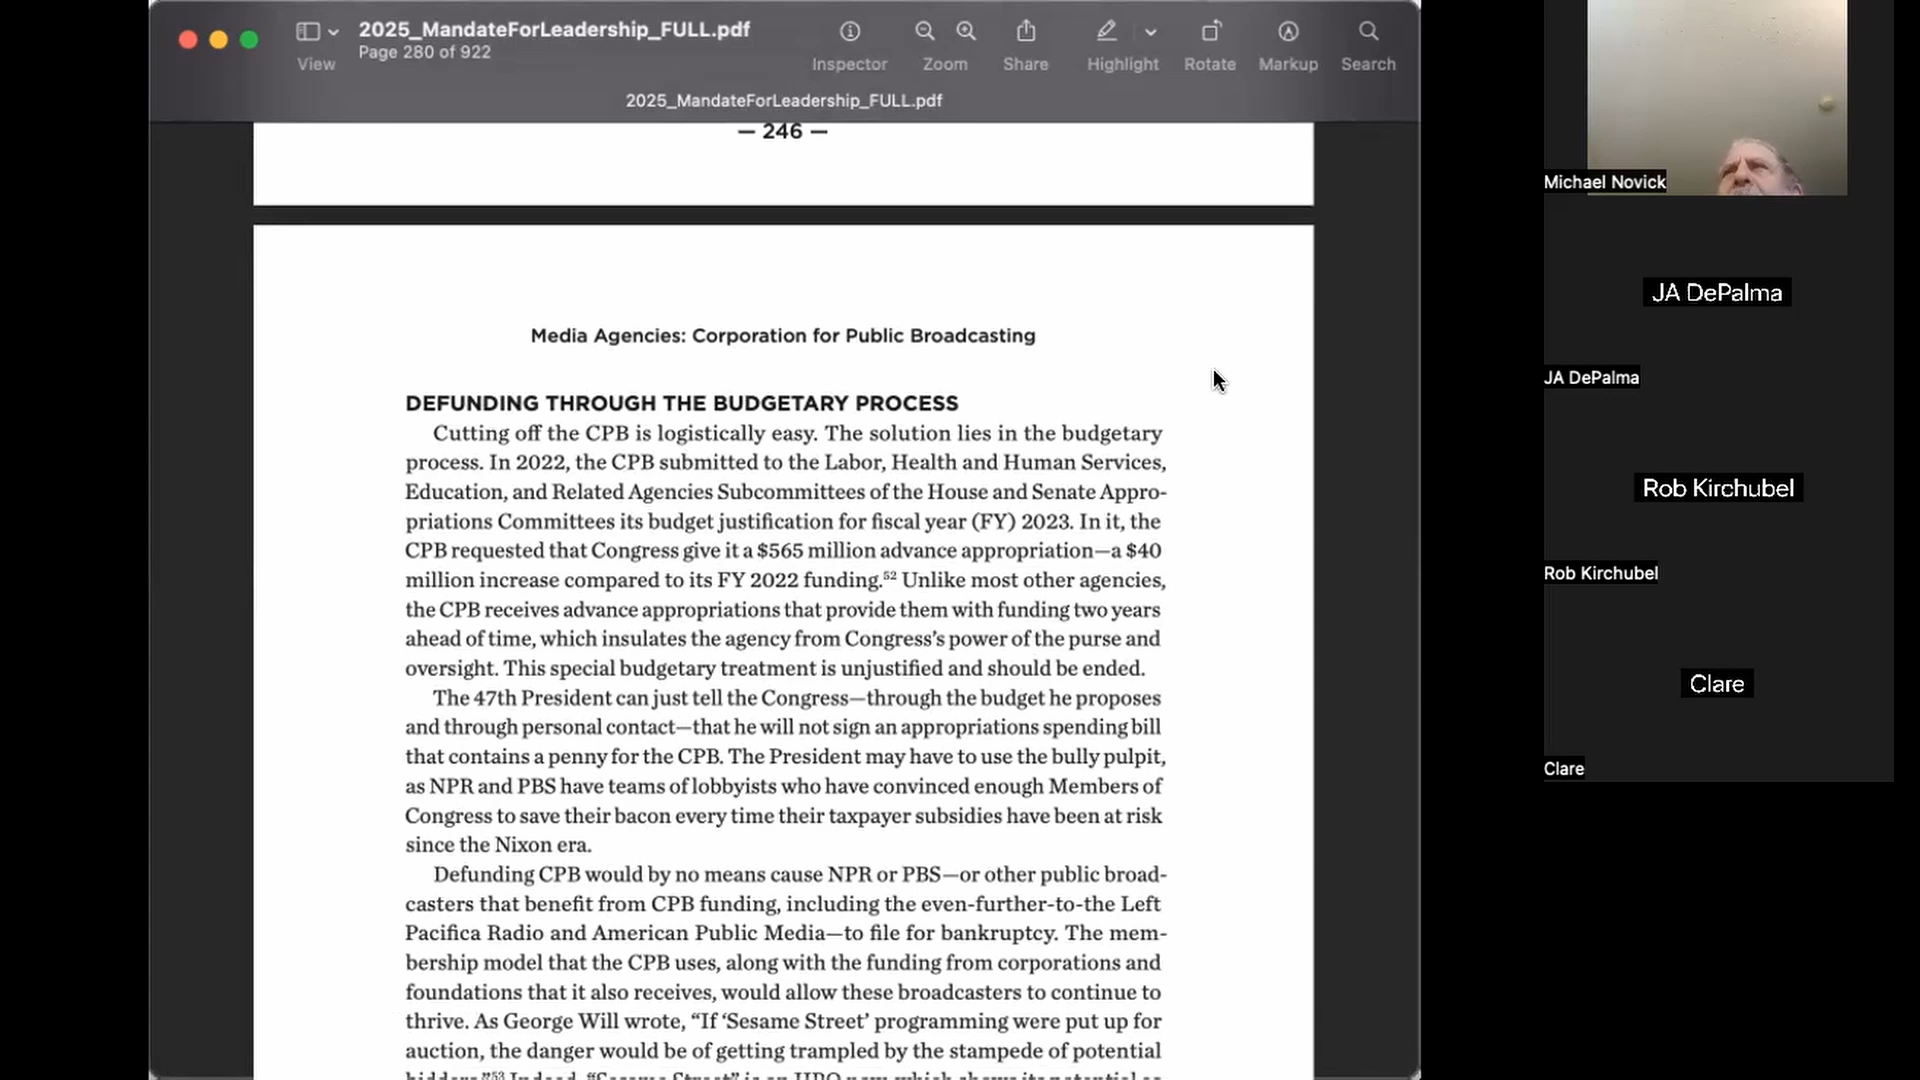 2025_MandateForLeadership_FULL.pdf
Page 280 of 922
View
Inspector
Zoom
Share
Highlight
Rotate
Markup
Search
2025_MandateForLeadership_FULL.pdf
— 246 —
Media Agencies: Corporation for Public Broadcasting
DEFUNDING THROUGH THE BUDGETARY PROCESS
Cutting off the CPB is logistically easy. The solution lies in the budgetary
process. In 2022, the CPB submitted to the Labor, Health and Human Services,
Education, and Related Agencies Subcommittees of the House and Senate Appro-
priations Committees its budget justification for fiscal year (FY) 2023. In it, the
CPB requested that Congress give it a $565 million advance appropriation—a $40
million increase compared to its FY 2022 funding.52 Unlike most other agencies,
the CPB receives advance appropriations that provide them with funding two years
ahead of time, which insulates the agency from Congress’s power of the purse and
oversight. This special budgetary treatment is unjustified and should be ended.
The 47th President can just tell the Congress—through the budget he proposes
and through personal contact—that he will not sign an appropriations spending bill
that contains a penny for the CPB. The President may have to use the bully pulpit,
as NPR and PBS have teams of lobbyists who have convinced enough Members of
Congress to save their bacon every time their taxpayer subsidies have been at risk
since the Nixon era.
Defunding CPB would by no means cause NPR or PBS—or other public broad-
casters that benefit from CPB funding, including the even-further-to-the Left
Pacifica Radio and American Public Media—to file for bankruptcy. The mem-
bership model that the CPB uses, along with the funding from corporations and
foundations that it also receives, would allow these broadcasters to continue to
thrive. As George Will wrote, “If ‘Sesame Street’ programming were put up for
auction, the danger would be of getting trampled by the stampede of potential
Michael Novick
JA DePalma
JA DePalma
Rob Kirchubel
Rob Kirchubel
Clare
Clare